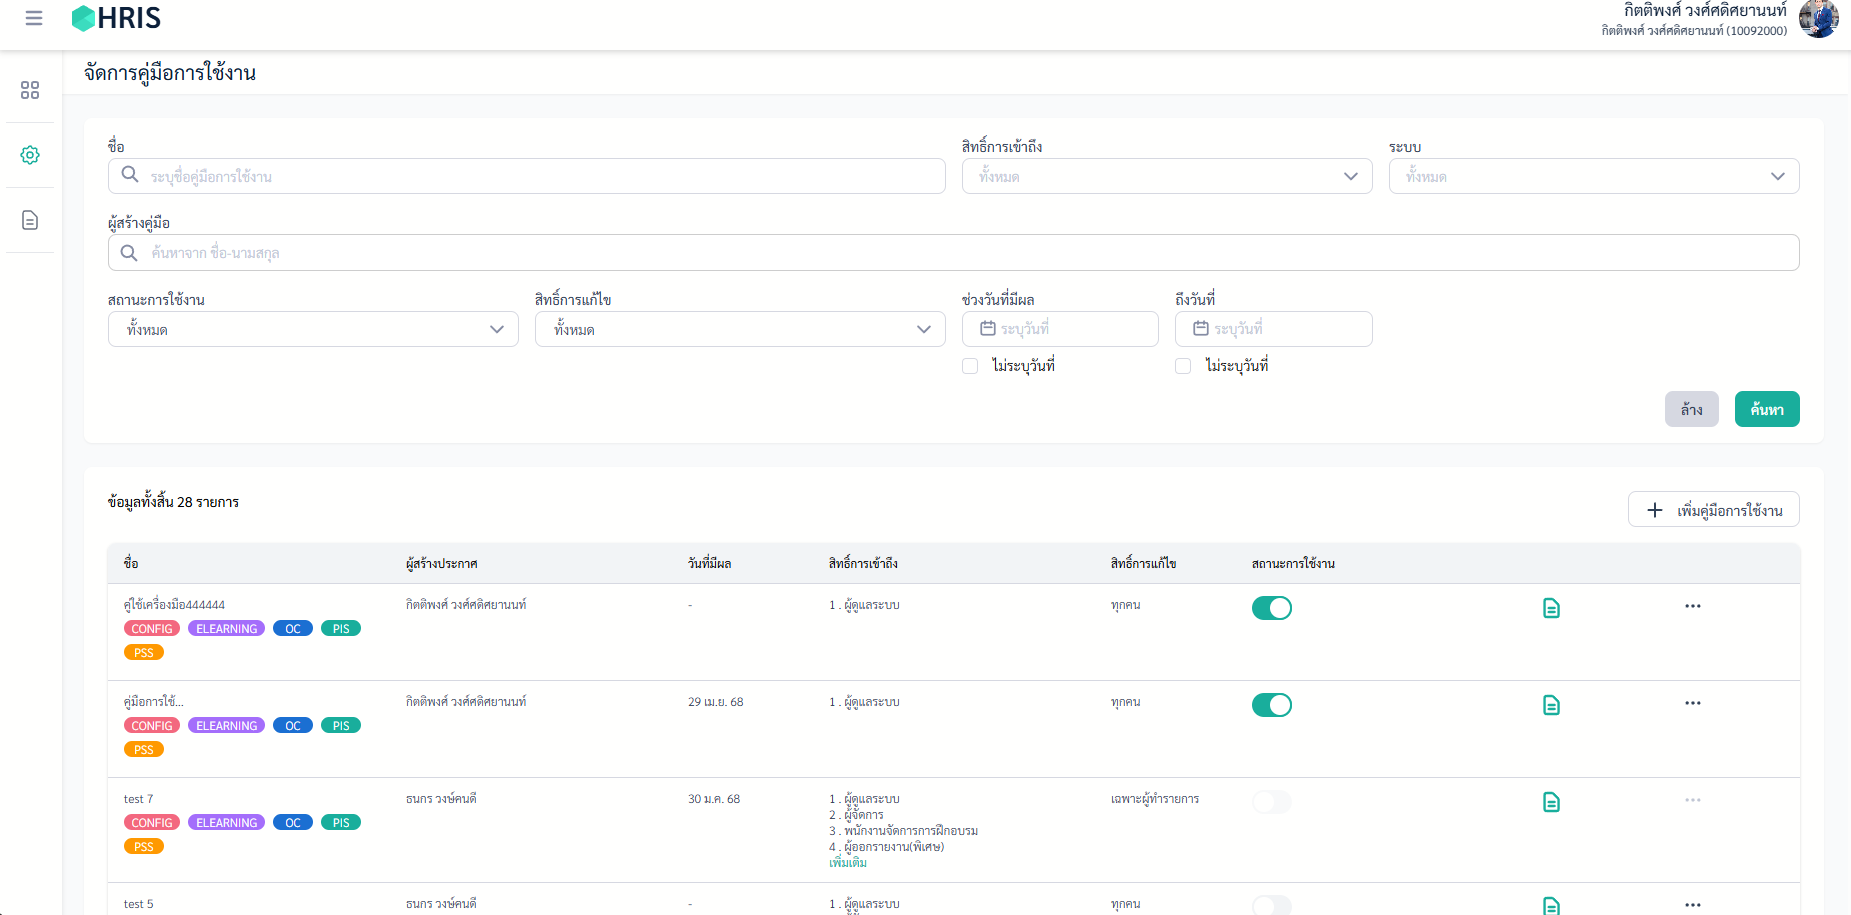 HRIS
กิตติพงศ์ วงศ์ศดิศยานนท์
กิตติพงศ์ วงศ์ศดิศยานนท์ (10092000)
จัดการคู่มือการใช้งาน
ชื่อ สิทธิ์การเข้าถึง ระบบ
ระบุชื่อคู่มือการใช้งาน ทั้งหมด ทั้งหมด
ผู้สร้างคู่มือ
ค้นหาจาก ชื่อ-นามสกุล
สถานะการใช้งาน สิทธิ์การแก้ไข ช่วงวันที่มีผล ถึงวันที่
ทั้งหมด ทั้งหมด ระบุวันที่ ระบุวันที่
ไม่ระบุวันที่ ไม่ระบุวันที่
ล้าง ค้นหา
ข้อมูลทั้งสิ้น 28 รายการ
เพิ่มคู่มือการใช้งาน
ชื่อ ผู้สร้างประกาศ วันที่มีผล สิทธิ์การเข้าถึง สิทธิ์การแก้ไข สถานะการใช้งาน
คู่ใช้เครื่องมือ444444 กิตติพงศ์ วงศ์ศดิศยานนท์ - 1 . ผู้ดูแลระบบ ทุกคน
CONFIG ELEARNING OC PIS
PSS
คู่มือการใช้... กิตติพงศ์ วงศ์ศดิศยานนท์ 29 เม.ย. 68 1 . ผู้ดูแลระบบ ทุกคน
CONFIG ELEARNING OC PIS
PSS
test 7 ธนกร วงษ์คนดี 30 ม.ค. 68 1 . ผู้ดูแลระบบ เฉพาะผู้ทำรายการ
2 . ผู้จัดการ
CONFIG ELEARNING OC PIS
3 . พนักงานจัดการการฝึกอบรม
PSS 4 . ผู้ออกรายงาน(พิเศษ)
เพิ่มเติม
test 5 ธนกร วงษ์คนดี - 1 . ผู้ดูแลระบบ ทุกคน